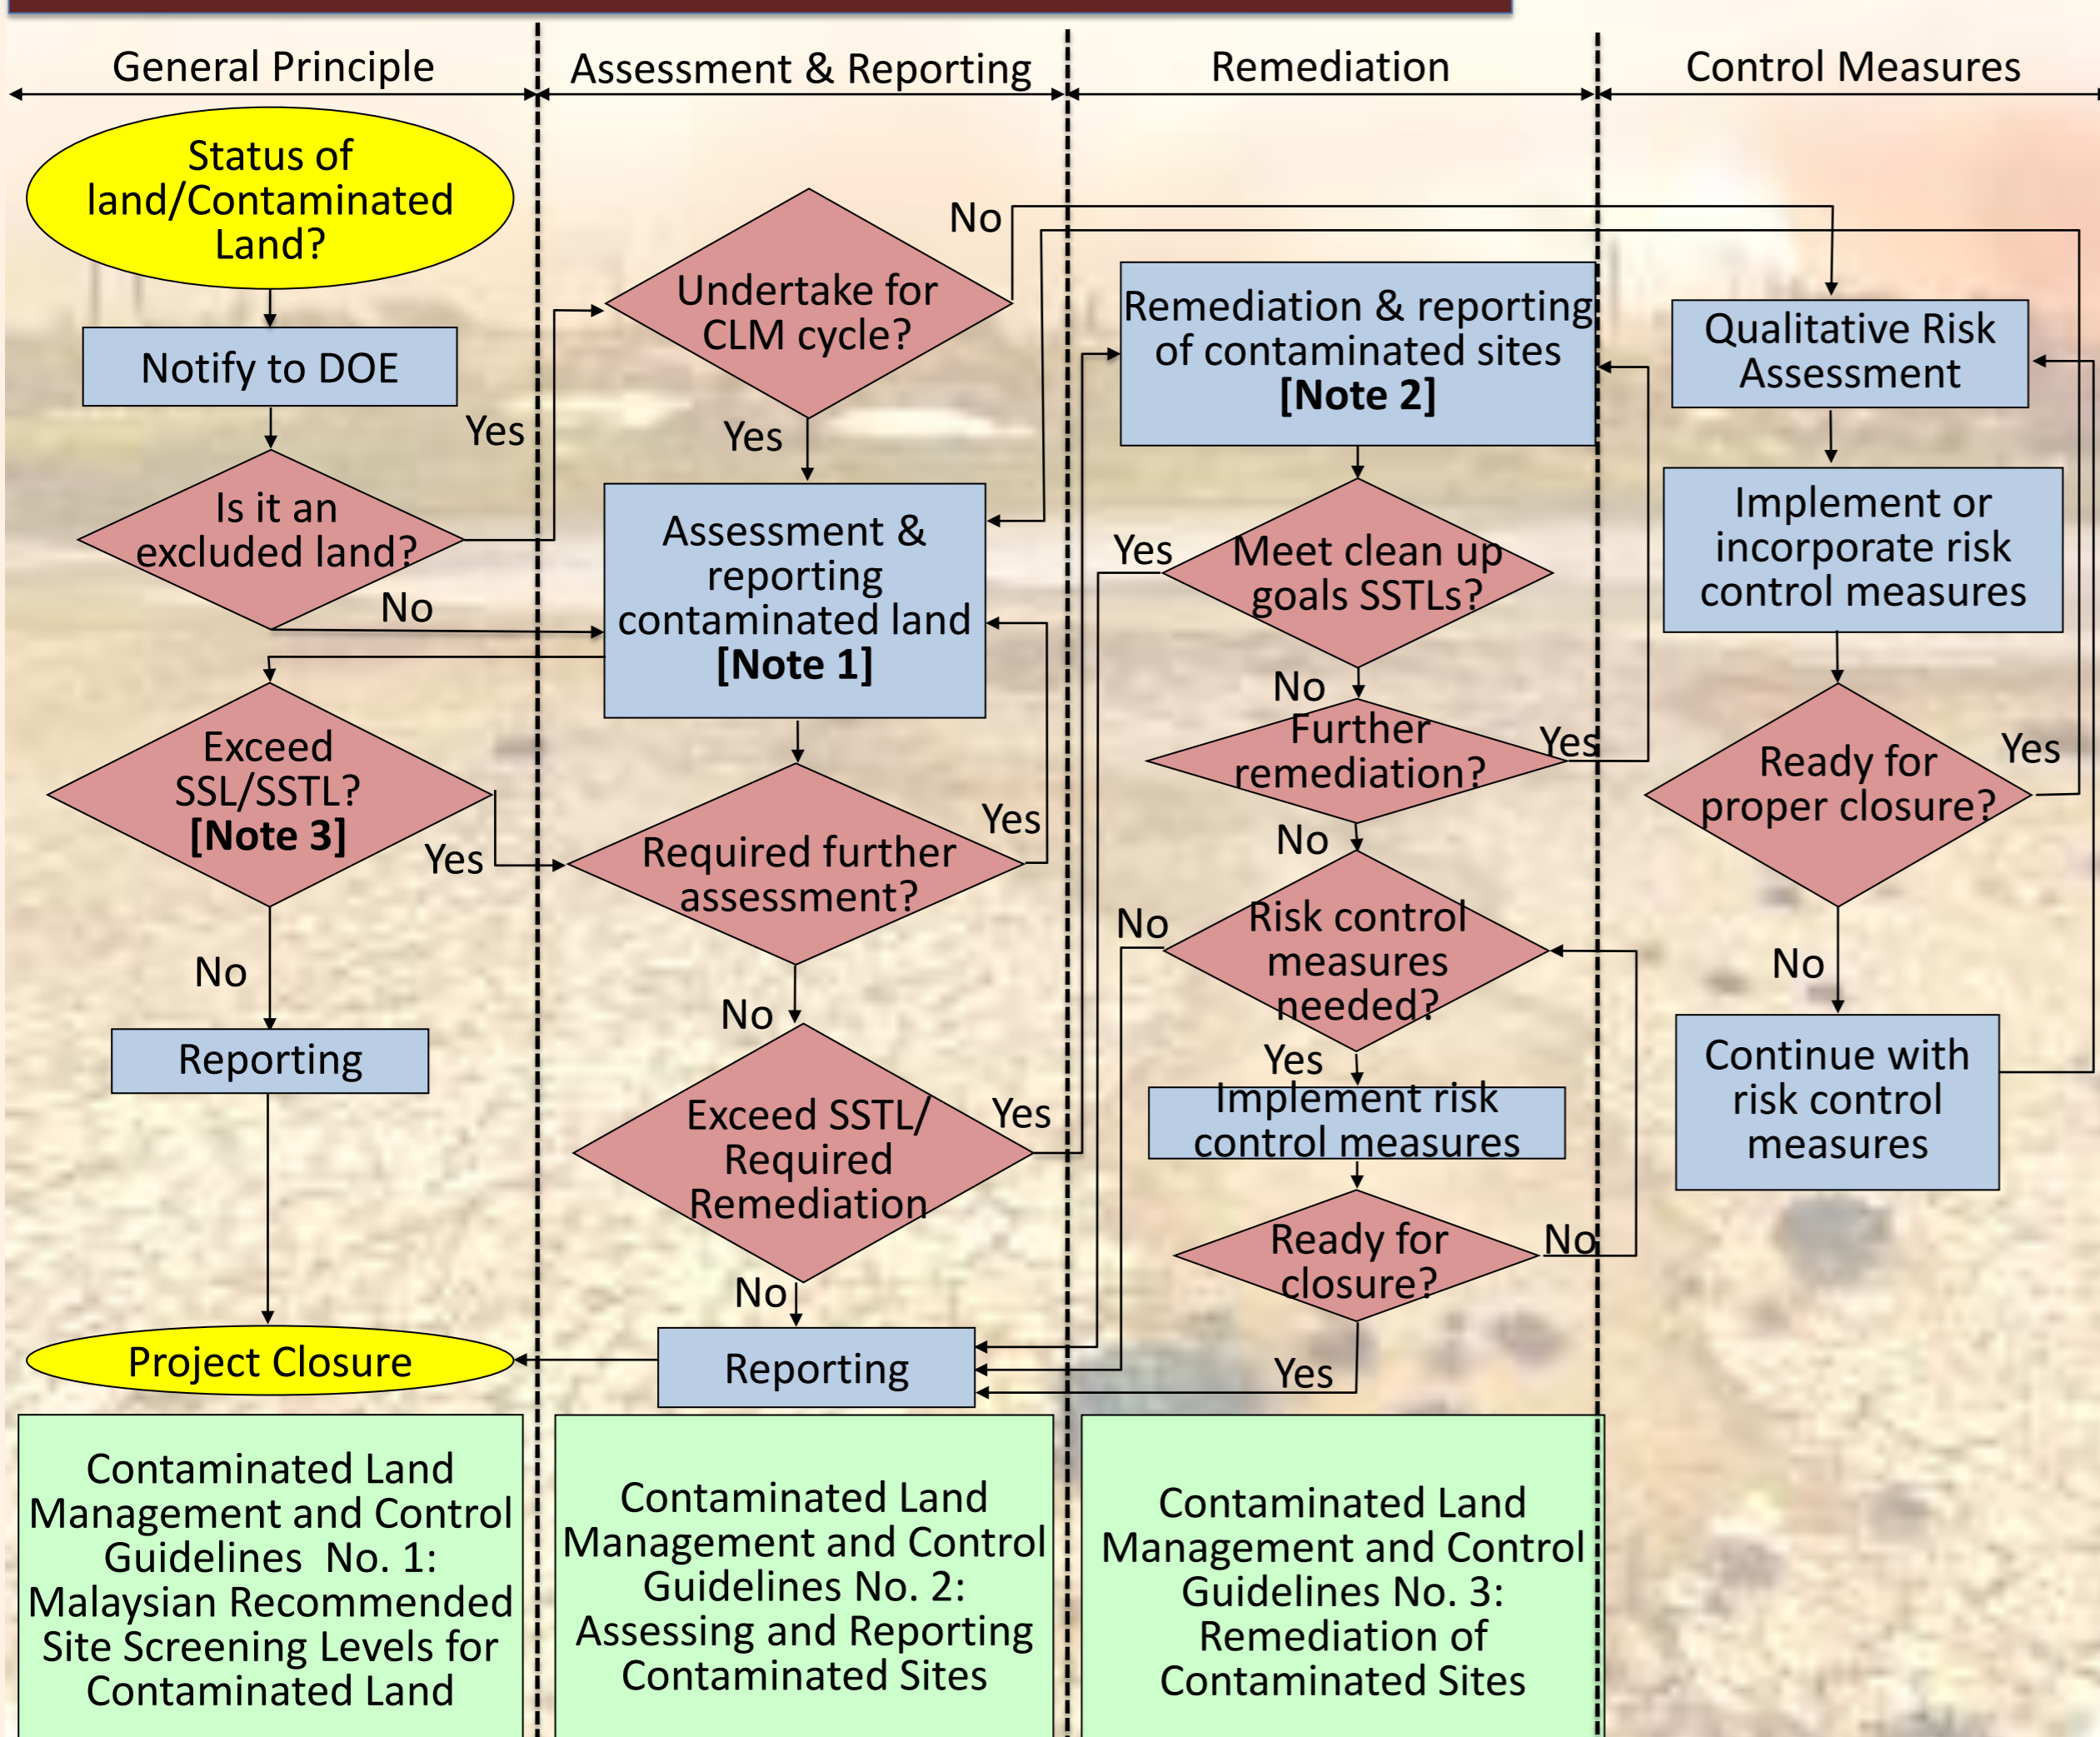 General Principle
Assessment & Reporting
Remediation
Control Measures
Status of
land/Contaminated
Land?
Notify to DOE
Yes
Is it an
excluded land?
No
Exceed
SSL/SSTL?
[Note 3]
Yes
No
Reporting
Project Closure
Contaminated Land
Management and Control
Guidelines  No. 1:
Malaysian Recommended
Site Screening Levels for
Contaminated Land
No
Undertake for
CLM cycle?
Yes
Assessment &
reporting
contaminated land
[Note 1]
Yes
Required further
assessment?
No
Exceed SSTL/
Required
Remediation
Yes
No
Reporting
Contaminated Land
Management and Control
Guidelines No. 2:
Assessing and Reporting
Contaminated Sites
Remediation & reporting
of contaminated sites
[Note 2]
Yes
Meet clean up
goals SSTLs?
No
Further
remediation?
Yes
No
No
Risk control
measures
needed?
Yes
Implement risk
control measures
Ready for
closure?
No
Yes
Contaminated Land
Management and Control
Guidelines No. 3:
Remediation of
Contaminated Sites
Qualitative Risk
Assessment
Implement or
incorporate risk
control measures
Ready for
proper closure?
Yes
No
Continue with
risk control
measures